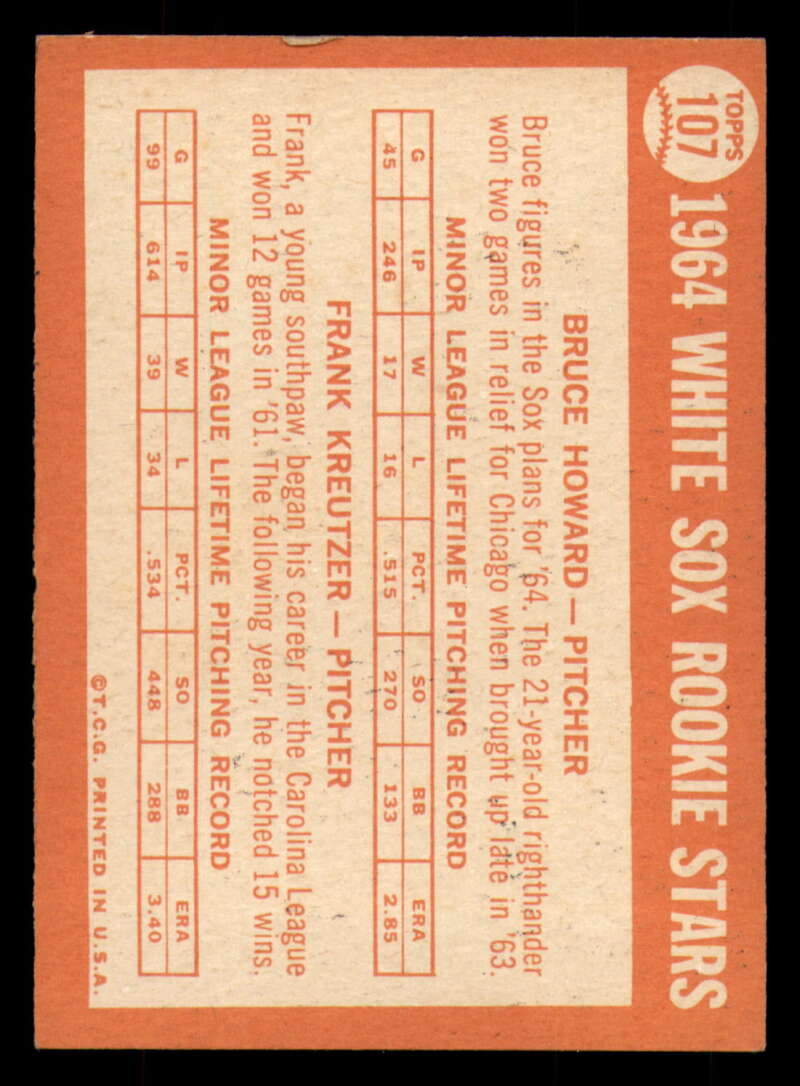 TOPPS
107
1964 WHITE SOX ROOKIE STARS
BRUCE HOWARD — PITCHER
Bruce figures in the Sox plans for '64. The 21-year-old righthander
won two games in relief for Chicago when brought up late in '63.
MINOR LEAGUE LIFETIME PITCHING RECORD
G IP W L PCT. SO BB ERA
45 246 17 16 .515 270 133 2.85
FRANK KREUTZER — PITCHER
Frank, a young southpaw, began his career in the Carolina League
and won 12 games in '61. The following year, he notched 15 wins.
MINOR LEAGUE LIFETIME PITCHING RECORD
G IP W L PCT. SO BB ERA
99 614 39 34 .534 448 288 3.40
©T.C.G. PRINTED IN U.S.A.